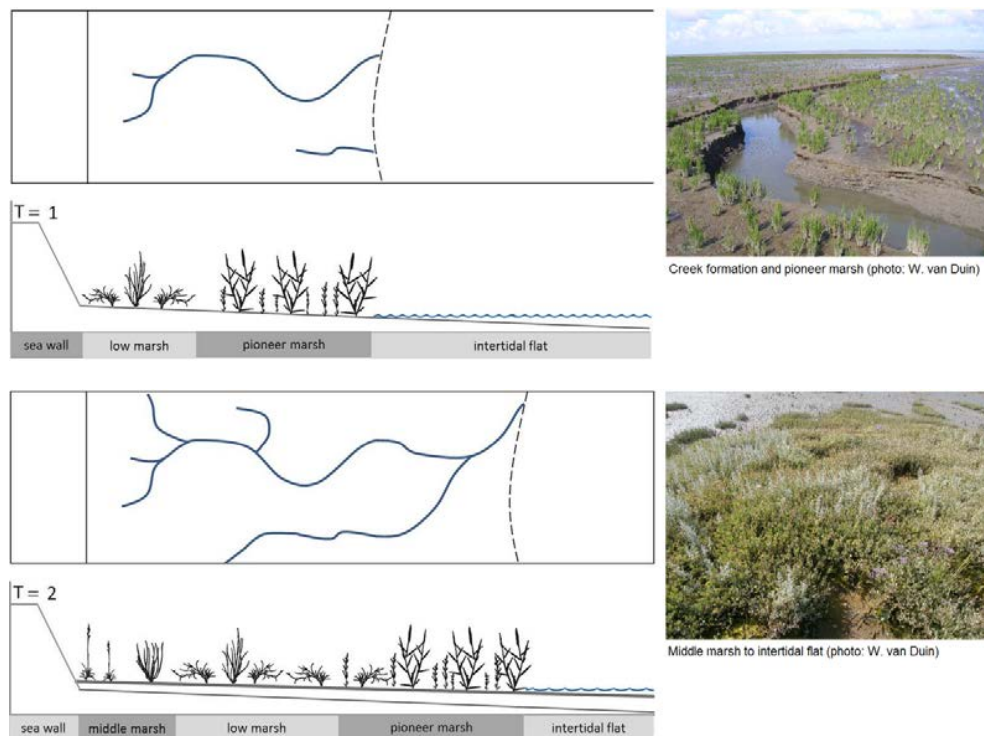 T = 1
sea wall
low marsh
pioneer marsh
intertidal flat
Creek formation and pioneer marsh (photo: W. van Duin)
T = 2
sea wall
middle marsh
low marsh
pioneer marsh
intertidal flat
Middle marsh to intertidal flat (photo: W. van Duin)